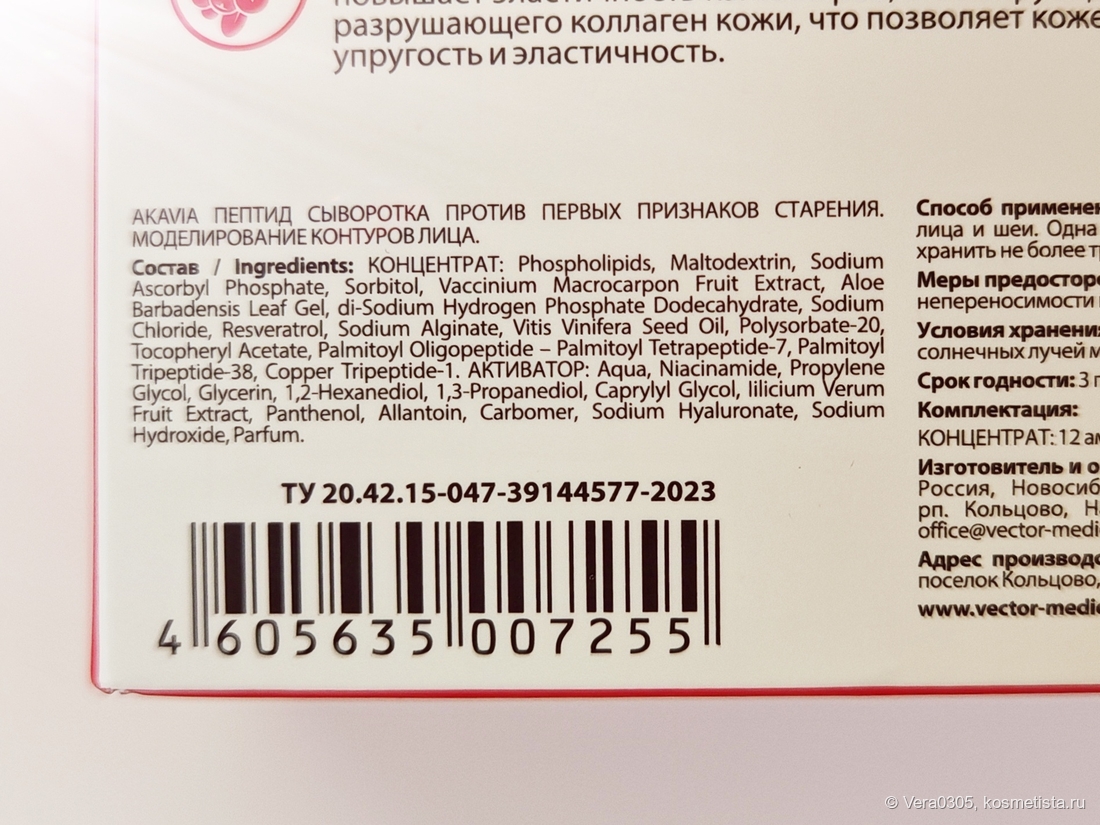 разрушающего коллаген кожи, что позволяет коже
упругость и эластичность.
AKAVIA ПЕПТИД СЫВОРОТКА ПРОТИВ ПЕРВЫХ ПРИЗНАКОВ СТАРЕНИЯ.
МОДЕЛИРОВАНИЕ КОНТУРОВ ЛИЦА.
Состав / Ingredients: КОНЦЕНТРАТ: Phospholipids, Maltodextrin, Sodium
Ascorbyl Phosphate, Sorbitol, Vaccinium Macrocarpon Fruit Extract, Aloe
Barbadensis Leaf Gel, di-Sodium Hydrogen Phosphate Dodecahydrate, Sodium
Chloride, Resveratrol, Sodium Alginate, Vitis Vinifera Seed Oil, Polysorbate-20,
Tocopheryl Acetate, Palmitoyl Oligopeptide – Palmitoyl Tetrapeptide-7, Palmitoyl
Tripeptide-38, Copper Tripeptide-1. АКТИВАТОР: Aqua, Niacinamide, Propylene
Glycol, Glycerin, 1,2-Hexanediol, 1,3-Propanediol, Caprylyl Glycol, lilicium Verum
Fruit Extract, Panthenol, Allantoin, Carbomer, Sodium Hyaluronate, Sodium
Hydroxide, Parfum.
ТУ 20.42.15-047-39144577-2023
4 605635 007255
Способ применен
лица и шеи. Одна
хранить не более т
Меры предостор
непереносимости
Условия хранения
солнечных лучей м
Срок годности: 3 г
Комплектация:
КОНЦЕНТРАТ: 12 ам
Изготовитель и о
Россия, Новосиб
рп. Кольцово, Н
office@vector-medi
Адрес производо
поселок Кольцово,
www.vector-medi
© Vera0305, kosmetista.ru